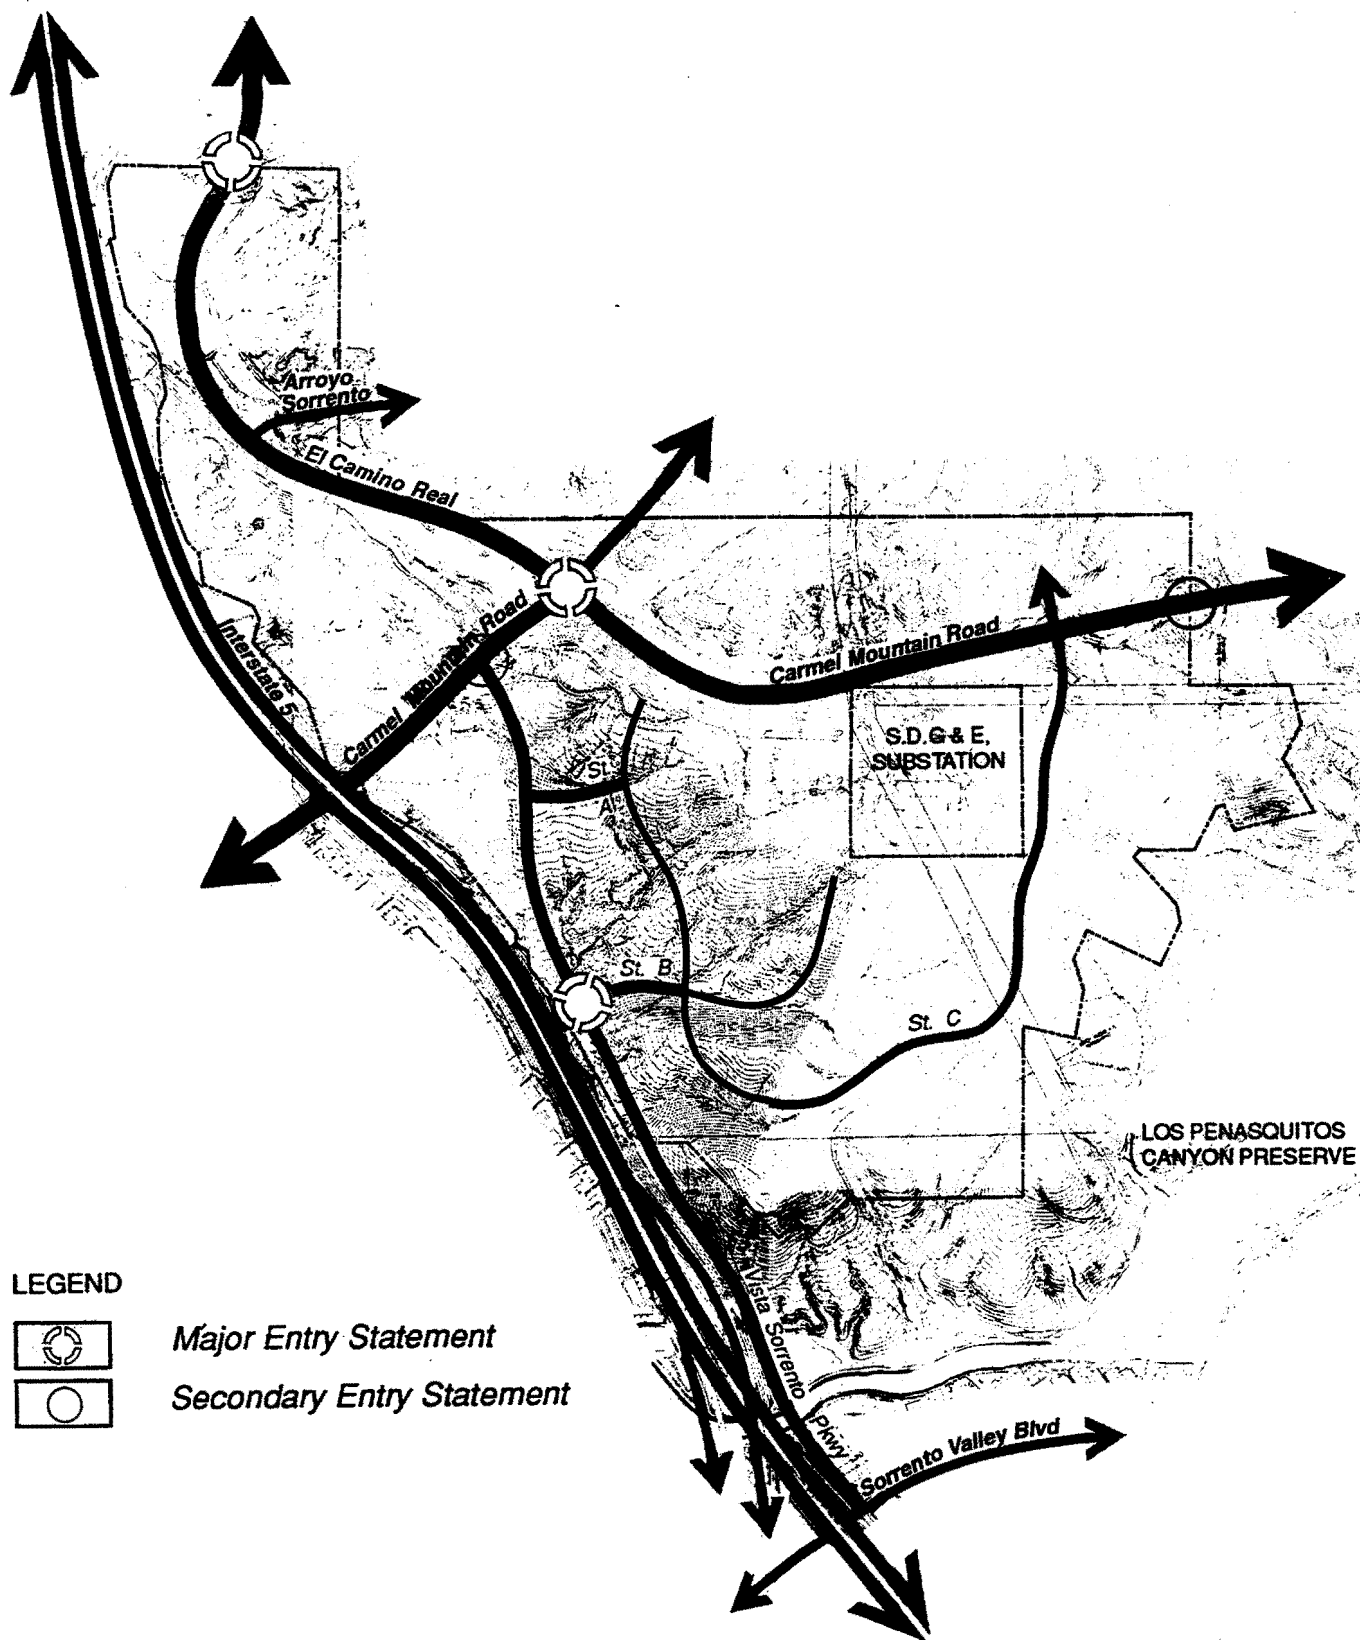 Arroyo
Sorrento
El Camino Real
Carmel Mountain Road
Interstate 5
Carmel Mountain Road
S.D.G & E,
SUBSTATION
St.
A
St. B
St. C
LOS PENASQUITOS
CANYON PRESERVE
Vista Sorrento Pkwy
Sorrento Valley Blvd
LEGEND
Major Entry Statement
Secondary Entry Statement